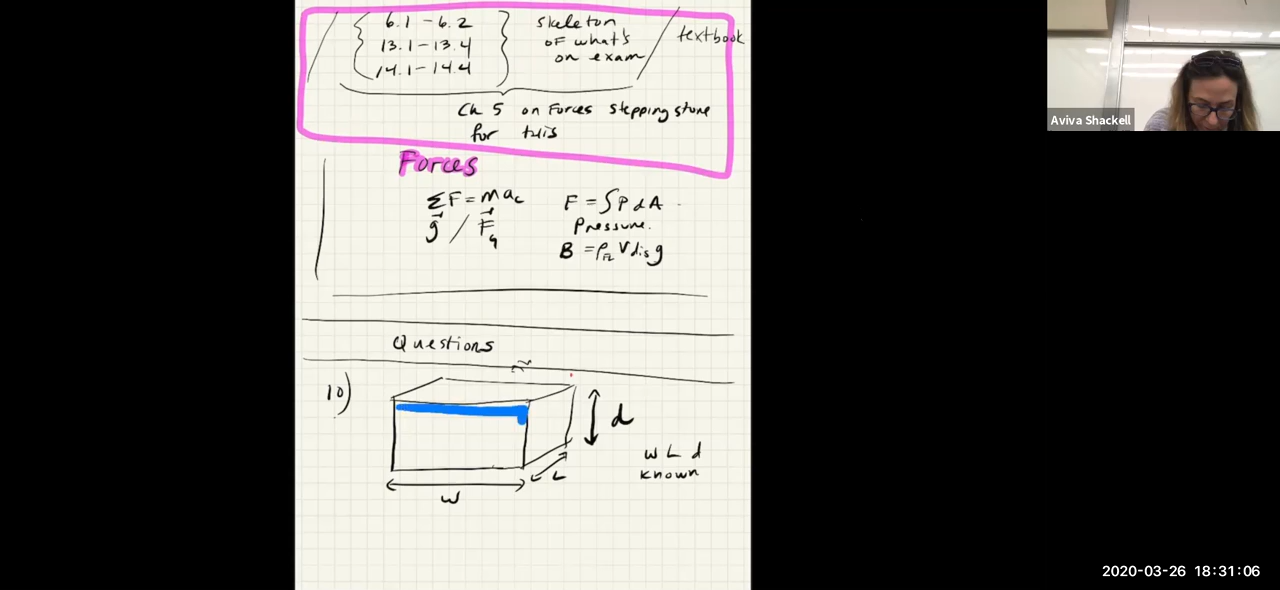 6.1 - 6.2
13.1 - 13.4
14.1 - 14.4
skeleton
of what's
on exam
textbook
Ch 5 on Forces stepping stone
for this
Forces
ΣF = mac
g / Fg
F = ∫PdA
Pressure.
B = ρFL Vdis g
Questions
10)
d
L
w
w L d
known
Aviva Shackell
2020-03-26 18:31:06